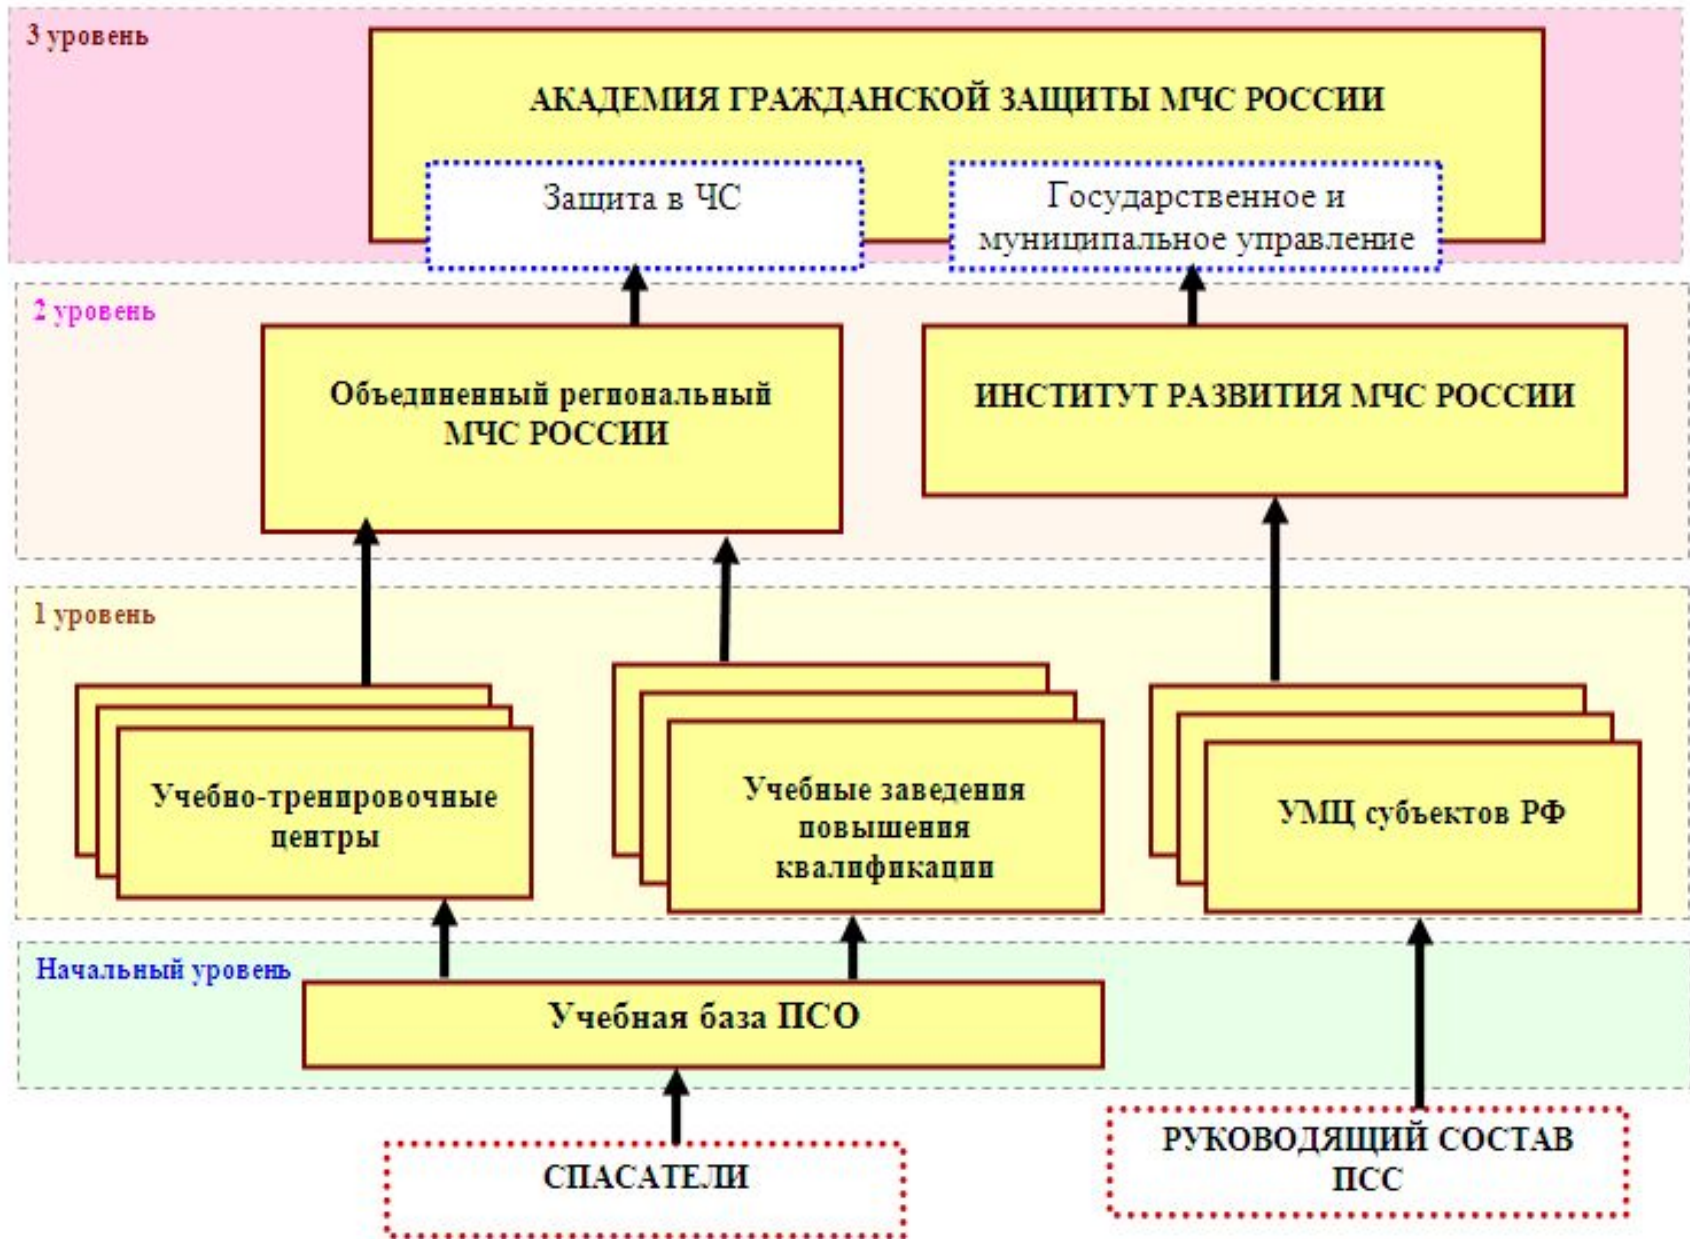 3 уровень
АКАДЕМИЯ ГРАЖДАНСКОЙ ЗАЩИТЫ МЧС РОССИИ
Защита в ЧС
Государственное и
муниципальное управление
2 уровень
Объединенный региональный
МЧС РОССИИ
ИНСТИТУТ РАЗВИТИЯ МЧС РОССИИ
1 уровень
Учебно-тренировочные
центры
Учебные заведения
повышения
квалификации
УМЦ субъектов РФ
Начальный уровень
Учебная база ПСО
СПАСАТЕЛИ
РУКОВОДЯЩИЙ СОСТАВ
ПСС